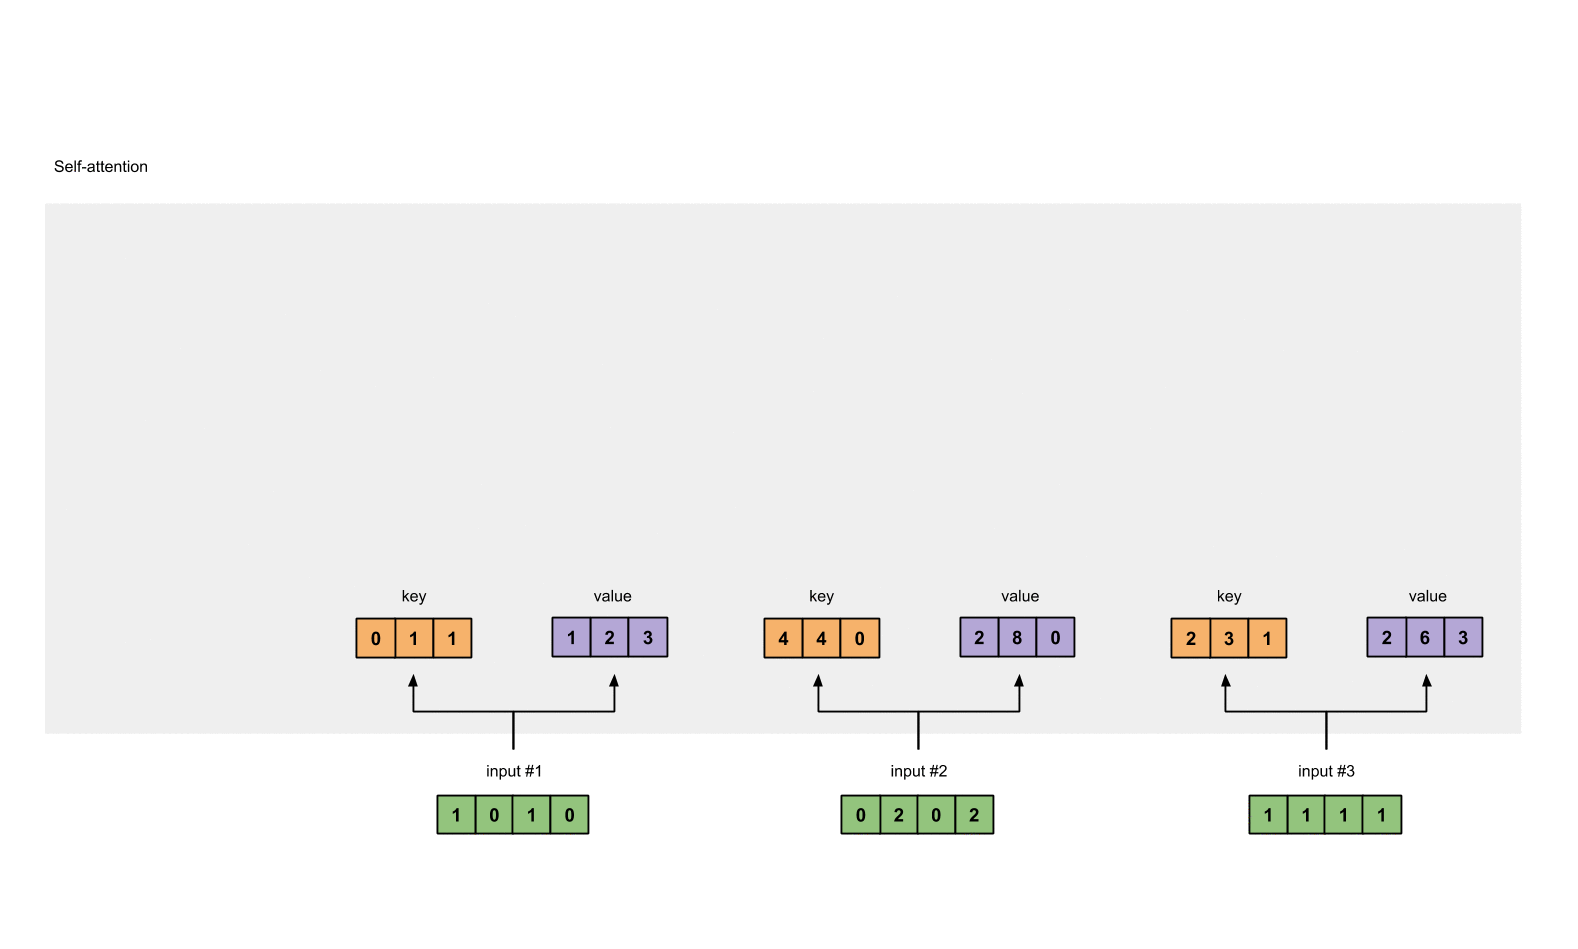 Self-attention
key value key value key value
0 1 1 1 2 3 4 4 0 2 8 0 2 3 1 2 6 3
input #1 input #2 input #3
1 0 1 0 0 2 0 2 1 1 1 1